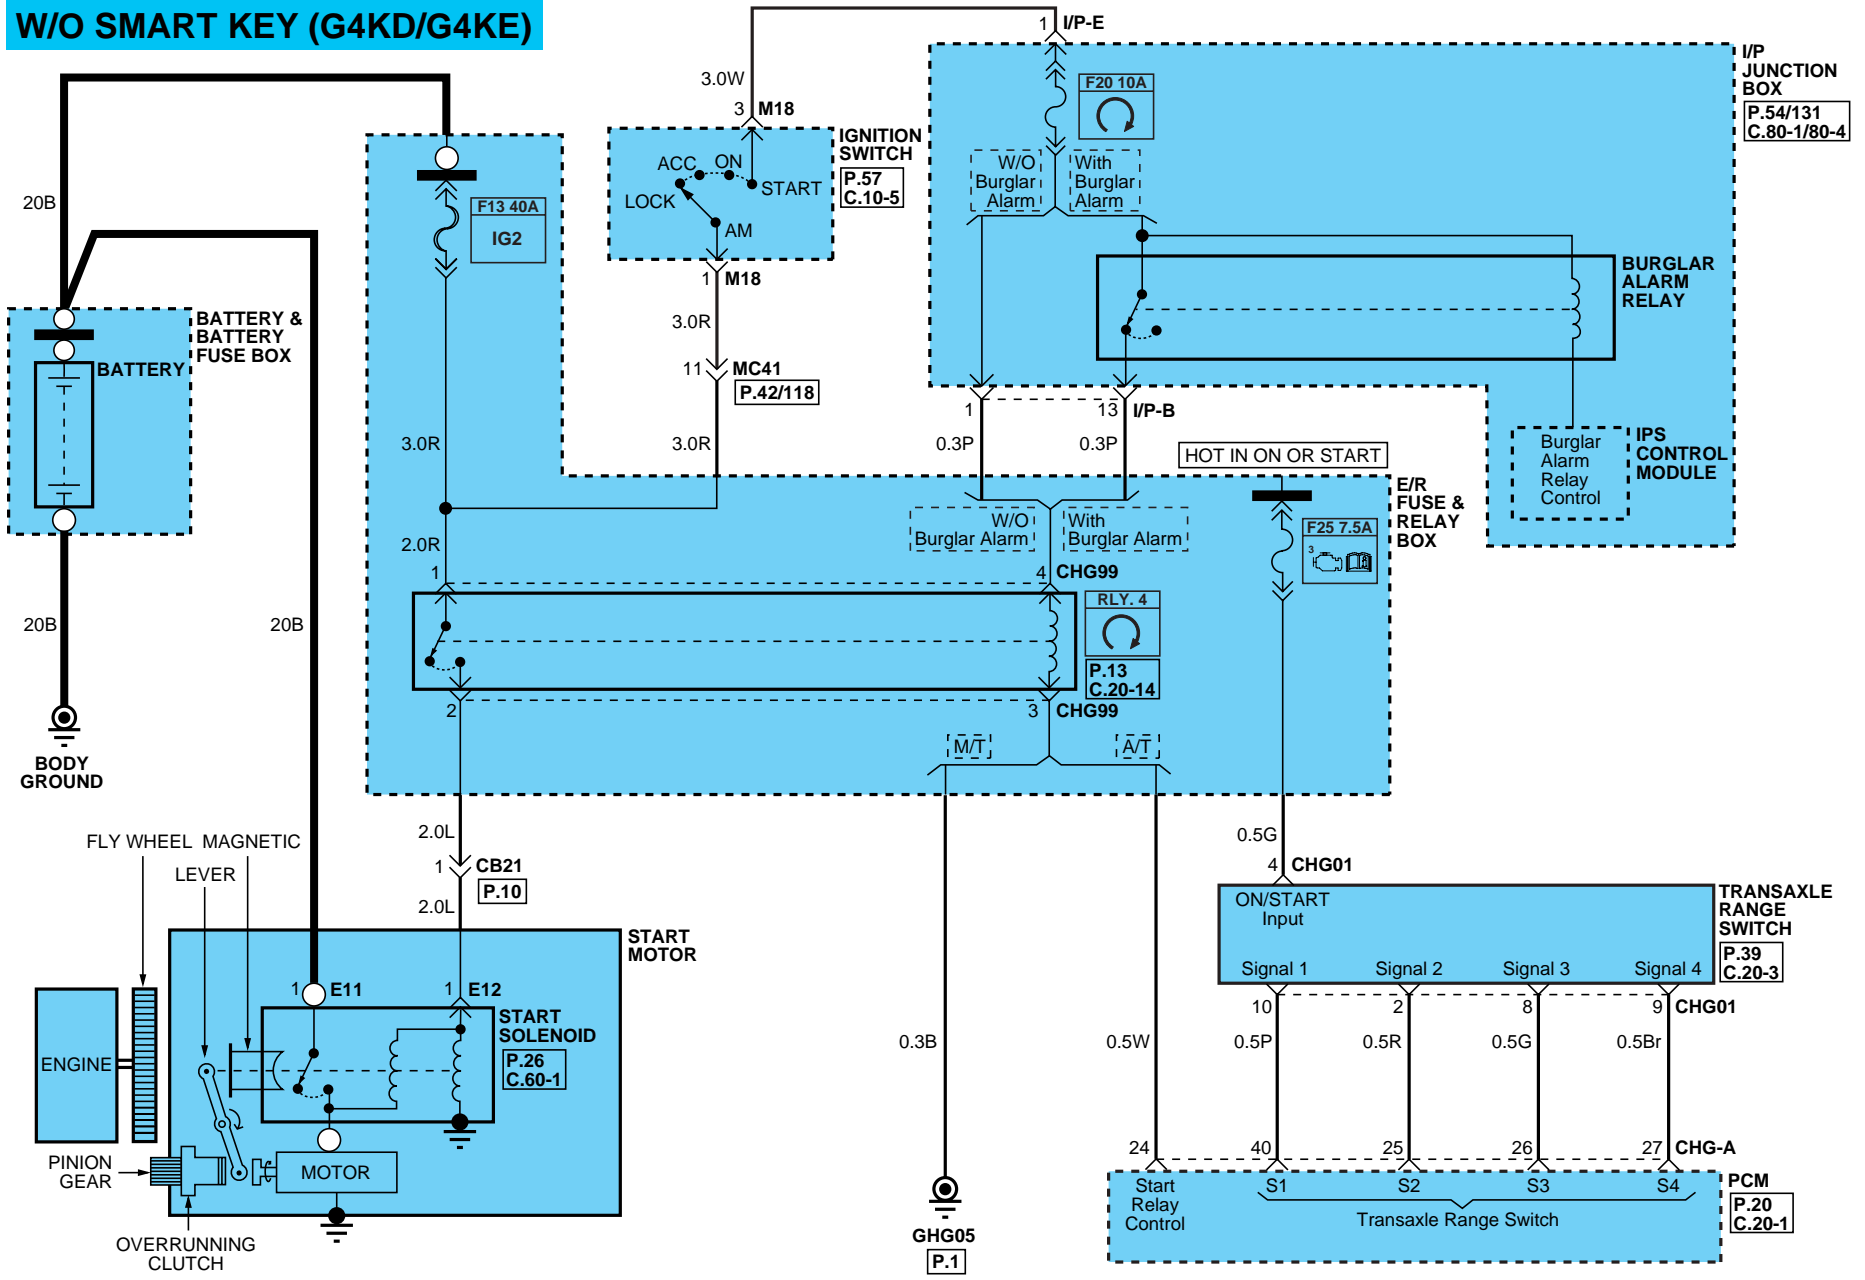 W/O SMART KEY (G4KD/G4KE)
1 I/P-E
I/P
JUNCTION
BOX
P.54/131
C.80-1/80-4
3.0W
3 M18
F20 10A
IGNITION
SWITCH
P.57
C.10-5
ACC ON
START
LOCK
AM
W/O
Burglar
Alarm
With
Burglar
Alarm
20B
F13 40A
IG2
1 M18
BURGLAR
ALARM
RELAY
3.0R
BATTERY &
BATTERY
FUSE BOX
BATTERY
11 MC41
P.42/118
1
13 I/P-B
3.0R
3.0R
0.3P
0.3P
HOT IN ON OR START
Burglar
Alarm
Relay
Control
IPS
CONTROL
MODULE
E/R
FUSE &
RELAY
BOX
W/O
Burglar Alarm
With
Burglar Alarm
F25 7.5A
3
2.0R
1
4 CHG99
RLY. 4
P.13
C.20-14
20B
20B
2
3 CHG99
M/T
A/T
BODY
GROUND
2.0L
0.5G
FLY WHEEL MAGNETIC
LEVER
1 CB21
P.10
2.0L
4 CHG01
ON/START
Input
TRANSAXLE
RANGE
SWITCH
P.39
C.20-3
START
MOTOR
Signal 1
Signal 2
Signal 3
Signal 4
1 E11
1 E12
10
2
8
9 CHG01
START
SOLENOID
P.26
C.60-1
ENGINE
0.3B
0.5W
0.5P
0.5R
0.5G
0.5Br
PINION
GEAR
MOTOR
24
40
25
26
27 CHG-A
Start
Relay
Control
S1
S2
S3
S4
Transaxle Range Switch
PCM
P.20
C.20-1
OVERRUNNING
CLUTCH
GHG05
P.1